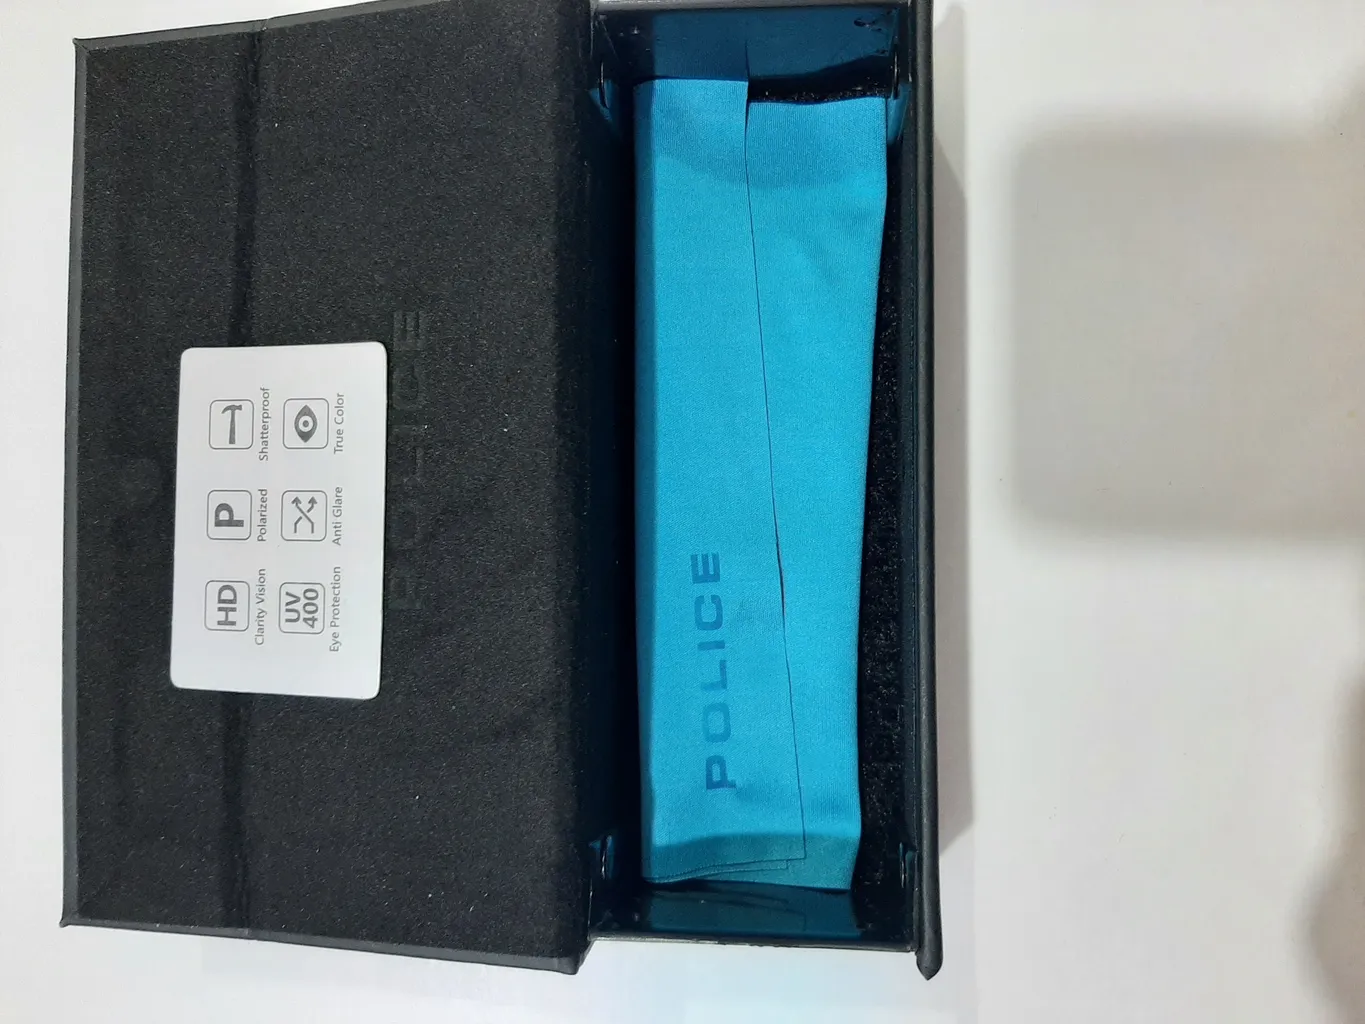 HD
P
Clarity Vision
Polarized
Shatterproof
UV
400
Eye Protection
Anti Glare
True Color
POLICE
POLICE